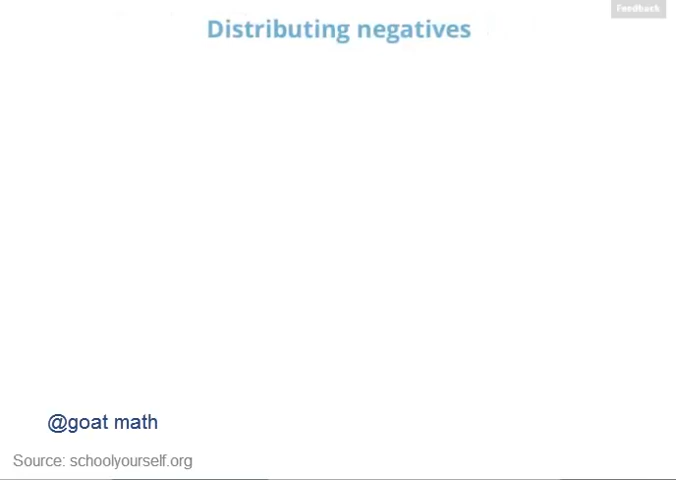 Feedback
Distributing negatives
@goat math
Source: schoolyourself.org